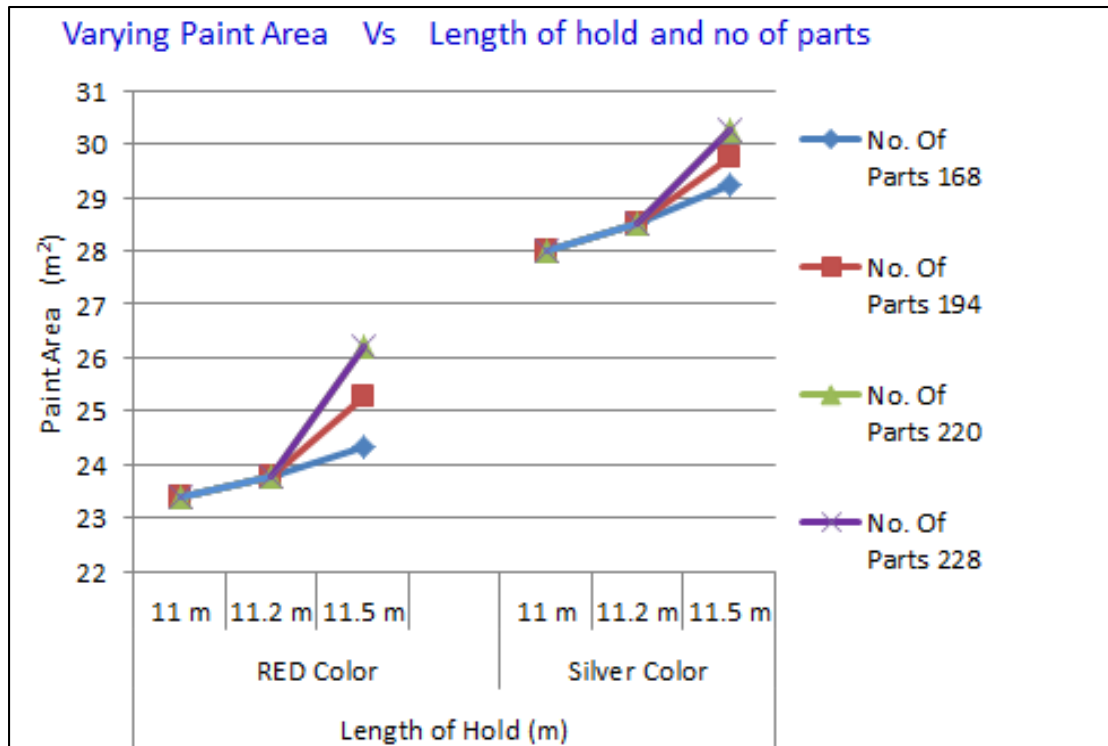 Varying Paint Area Vs Length of hold and no of parts
31
30
29
28
27
26
25
24
23
22
Paint Area (m²)
11 m 11.2 m 11.5 m 11 m 11.2 m 11.5 m
RED Color Silver Color
Length of Hold (m)
No. Of
Parts 168
No. Of
Parts 194
No. Of
Parts 220
No. Of
Parts 228